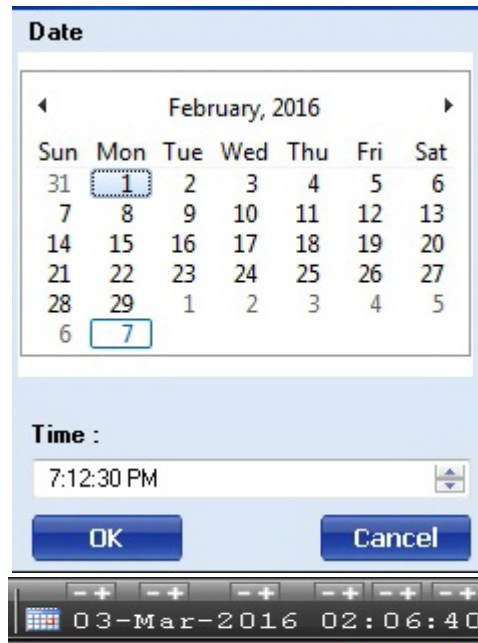 Date
February, 2016
Sun Mon Tue Wed Thu Fri Sat
31 1 2 3 4 5 6
7 8 9 10 11 12 13
14 15 16 17 18 19 20
21 22 23 24 25 26 27
28 29 1 2 3 4 5
6 7
Time :
7:12:30 PM
OK Cancel
- + - + - + - + - + - +
03-Mar-2016 02:06:40